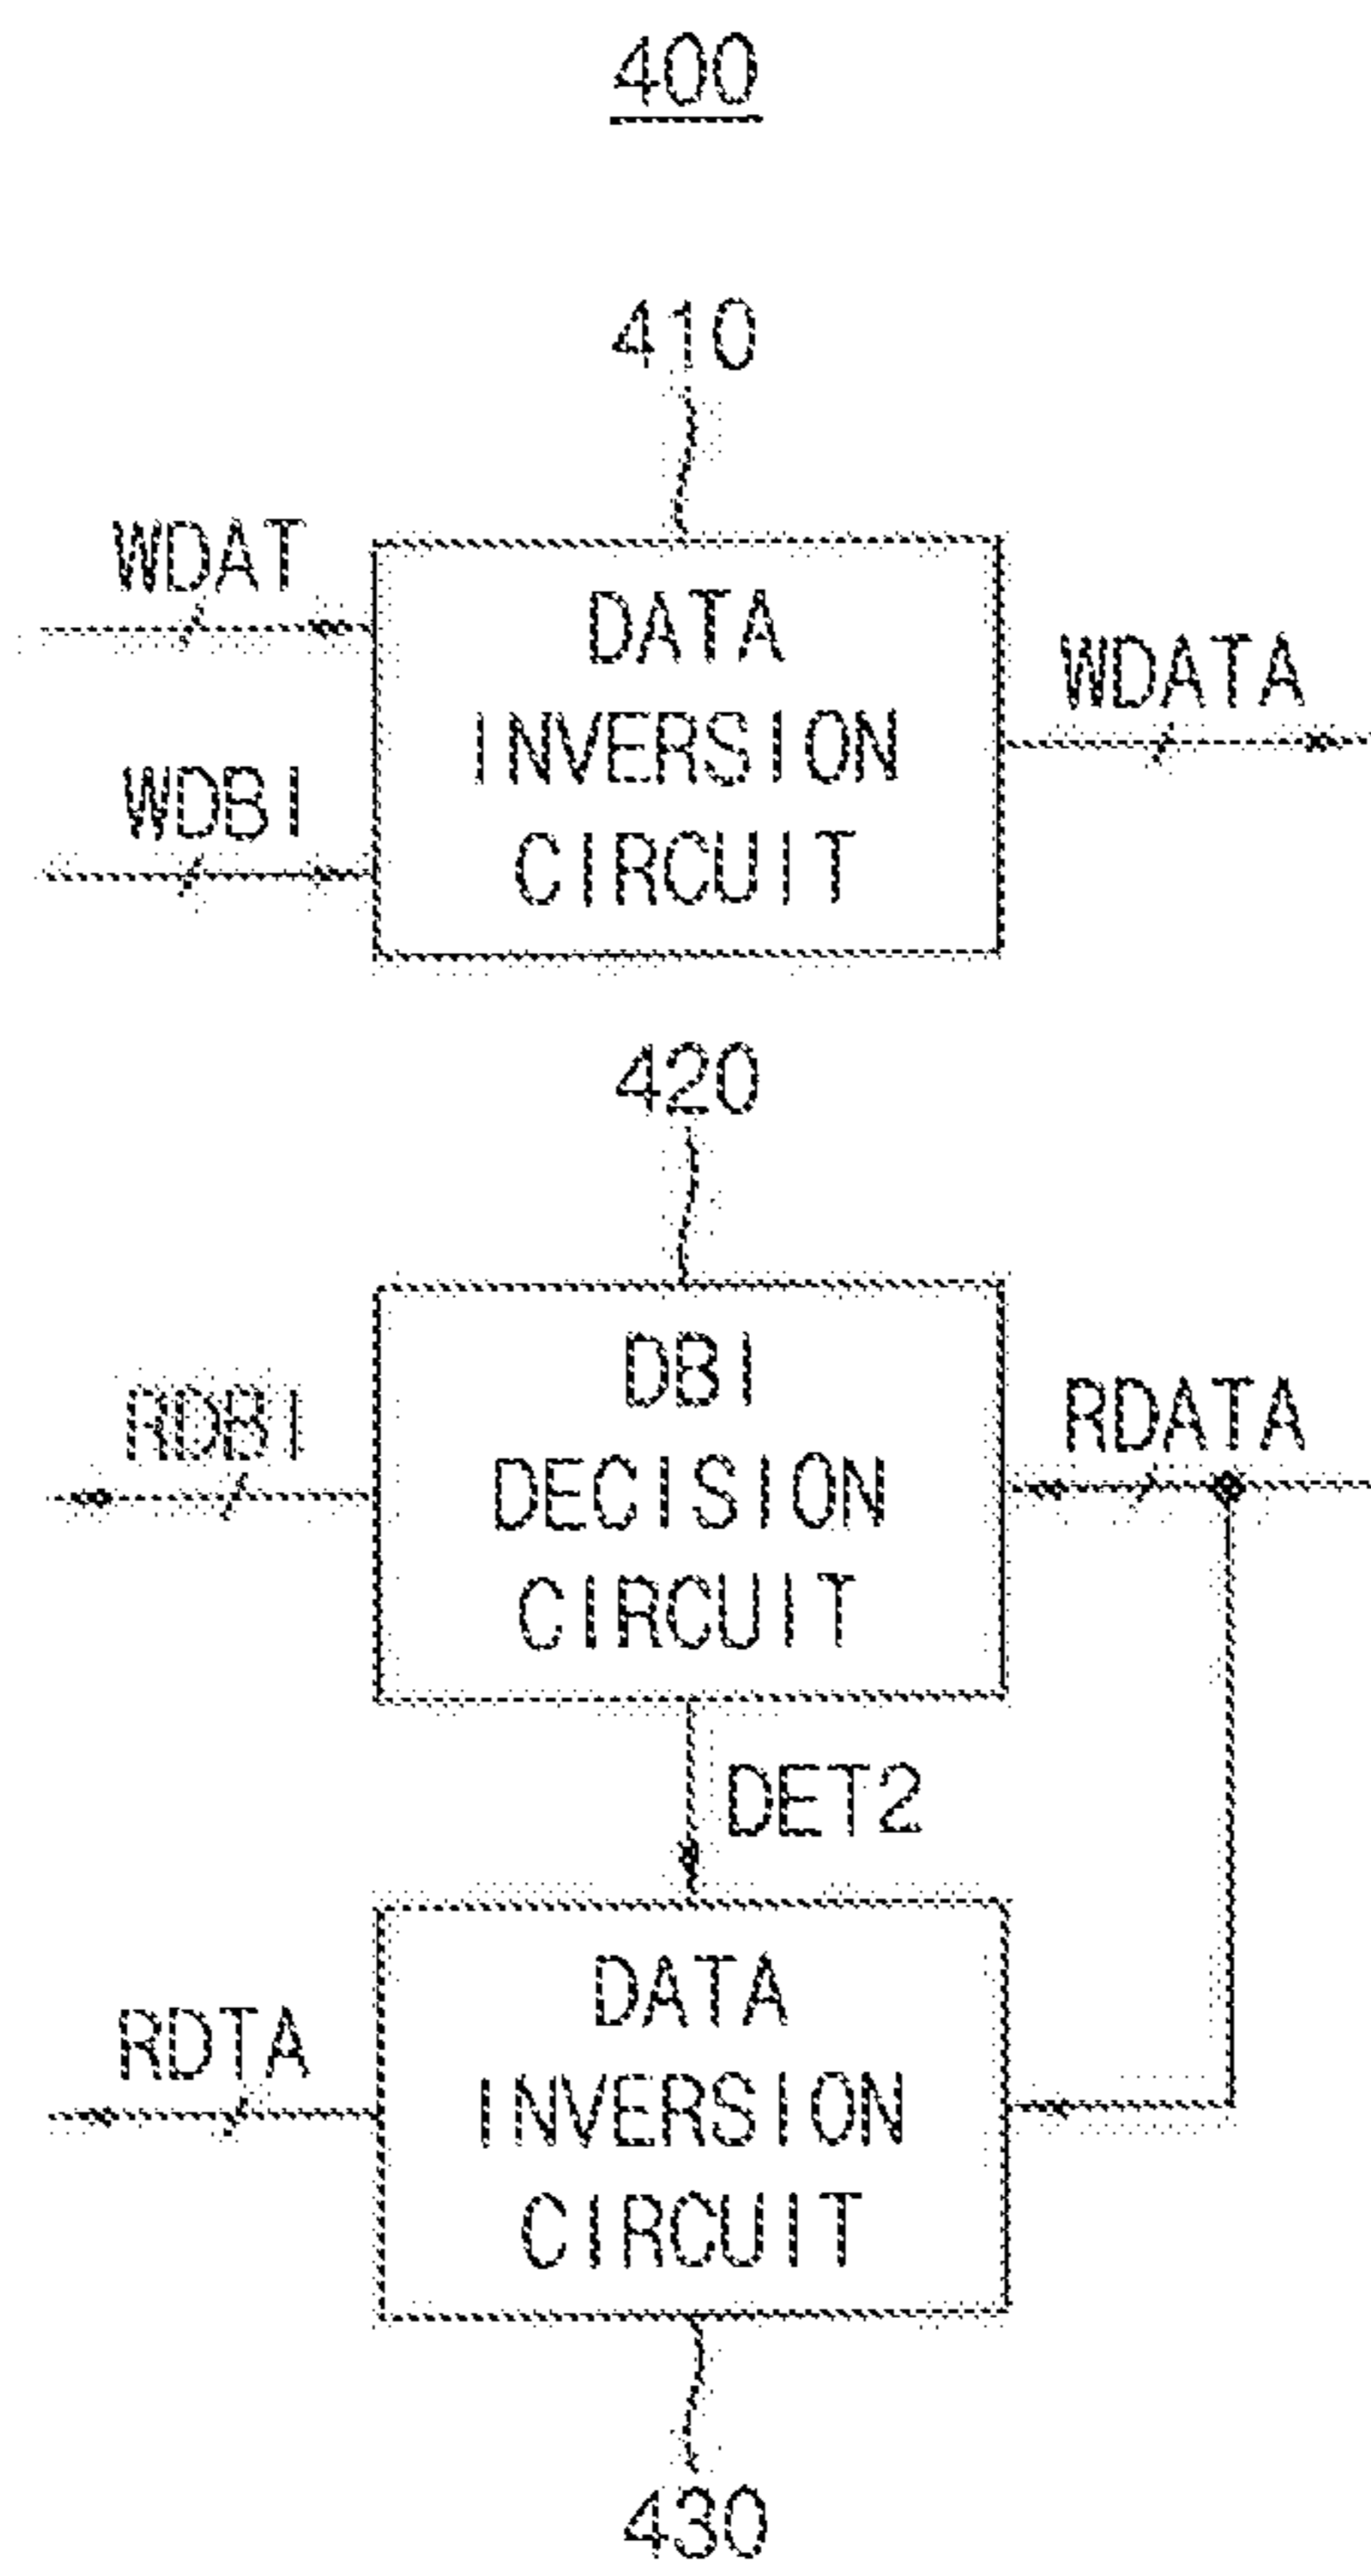 400
410
WDAT
DATA
INVERSION
CIRCUIT
WDATA
WDBI
420
DBI
DECISION
CIRCUIT
RDBI
RDATA
DET2
DATA
INVERSION
CIRCUIT
RDTA
430